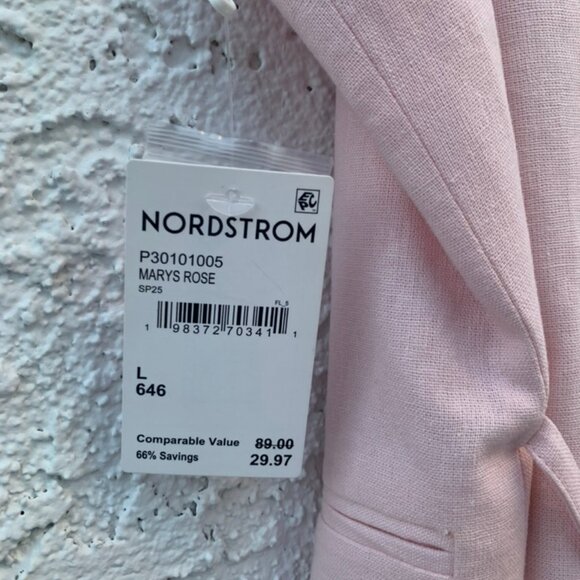 NORDSTROM
P30101005
MARYS ROSE
SP25
FL_5
1 98372 70341 1
L
646
Comparable Value 89.00
66% Savings 29.97